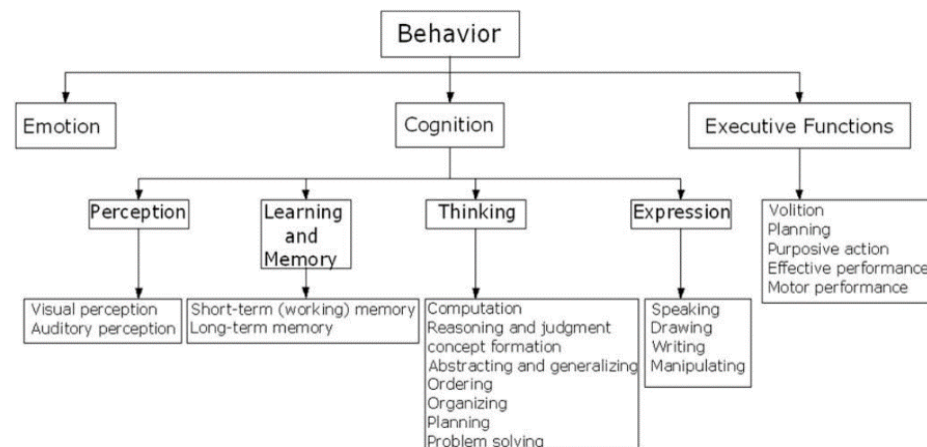 Behavior
Emotion
Cognition
Executive Functions
Perception
Learning
and
Memory
Thinking
Expression
Volition
Planning
Purposive action
Effective performance
Motor performance
Visual perception
Auditory perception
Short-term (working) memory
Long-term memory
Computation
Reasoning and judgment
concept formation
Abstracting and generalizing
Ordering
Organizing
Planning
Problem solving
Speaking
Drawing
Writing
Manipulating